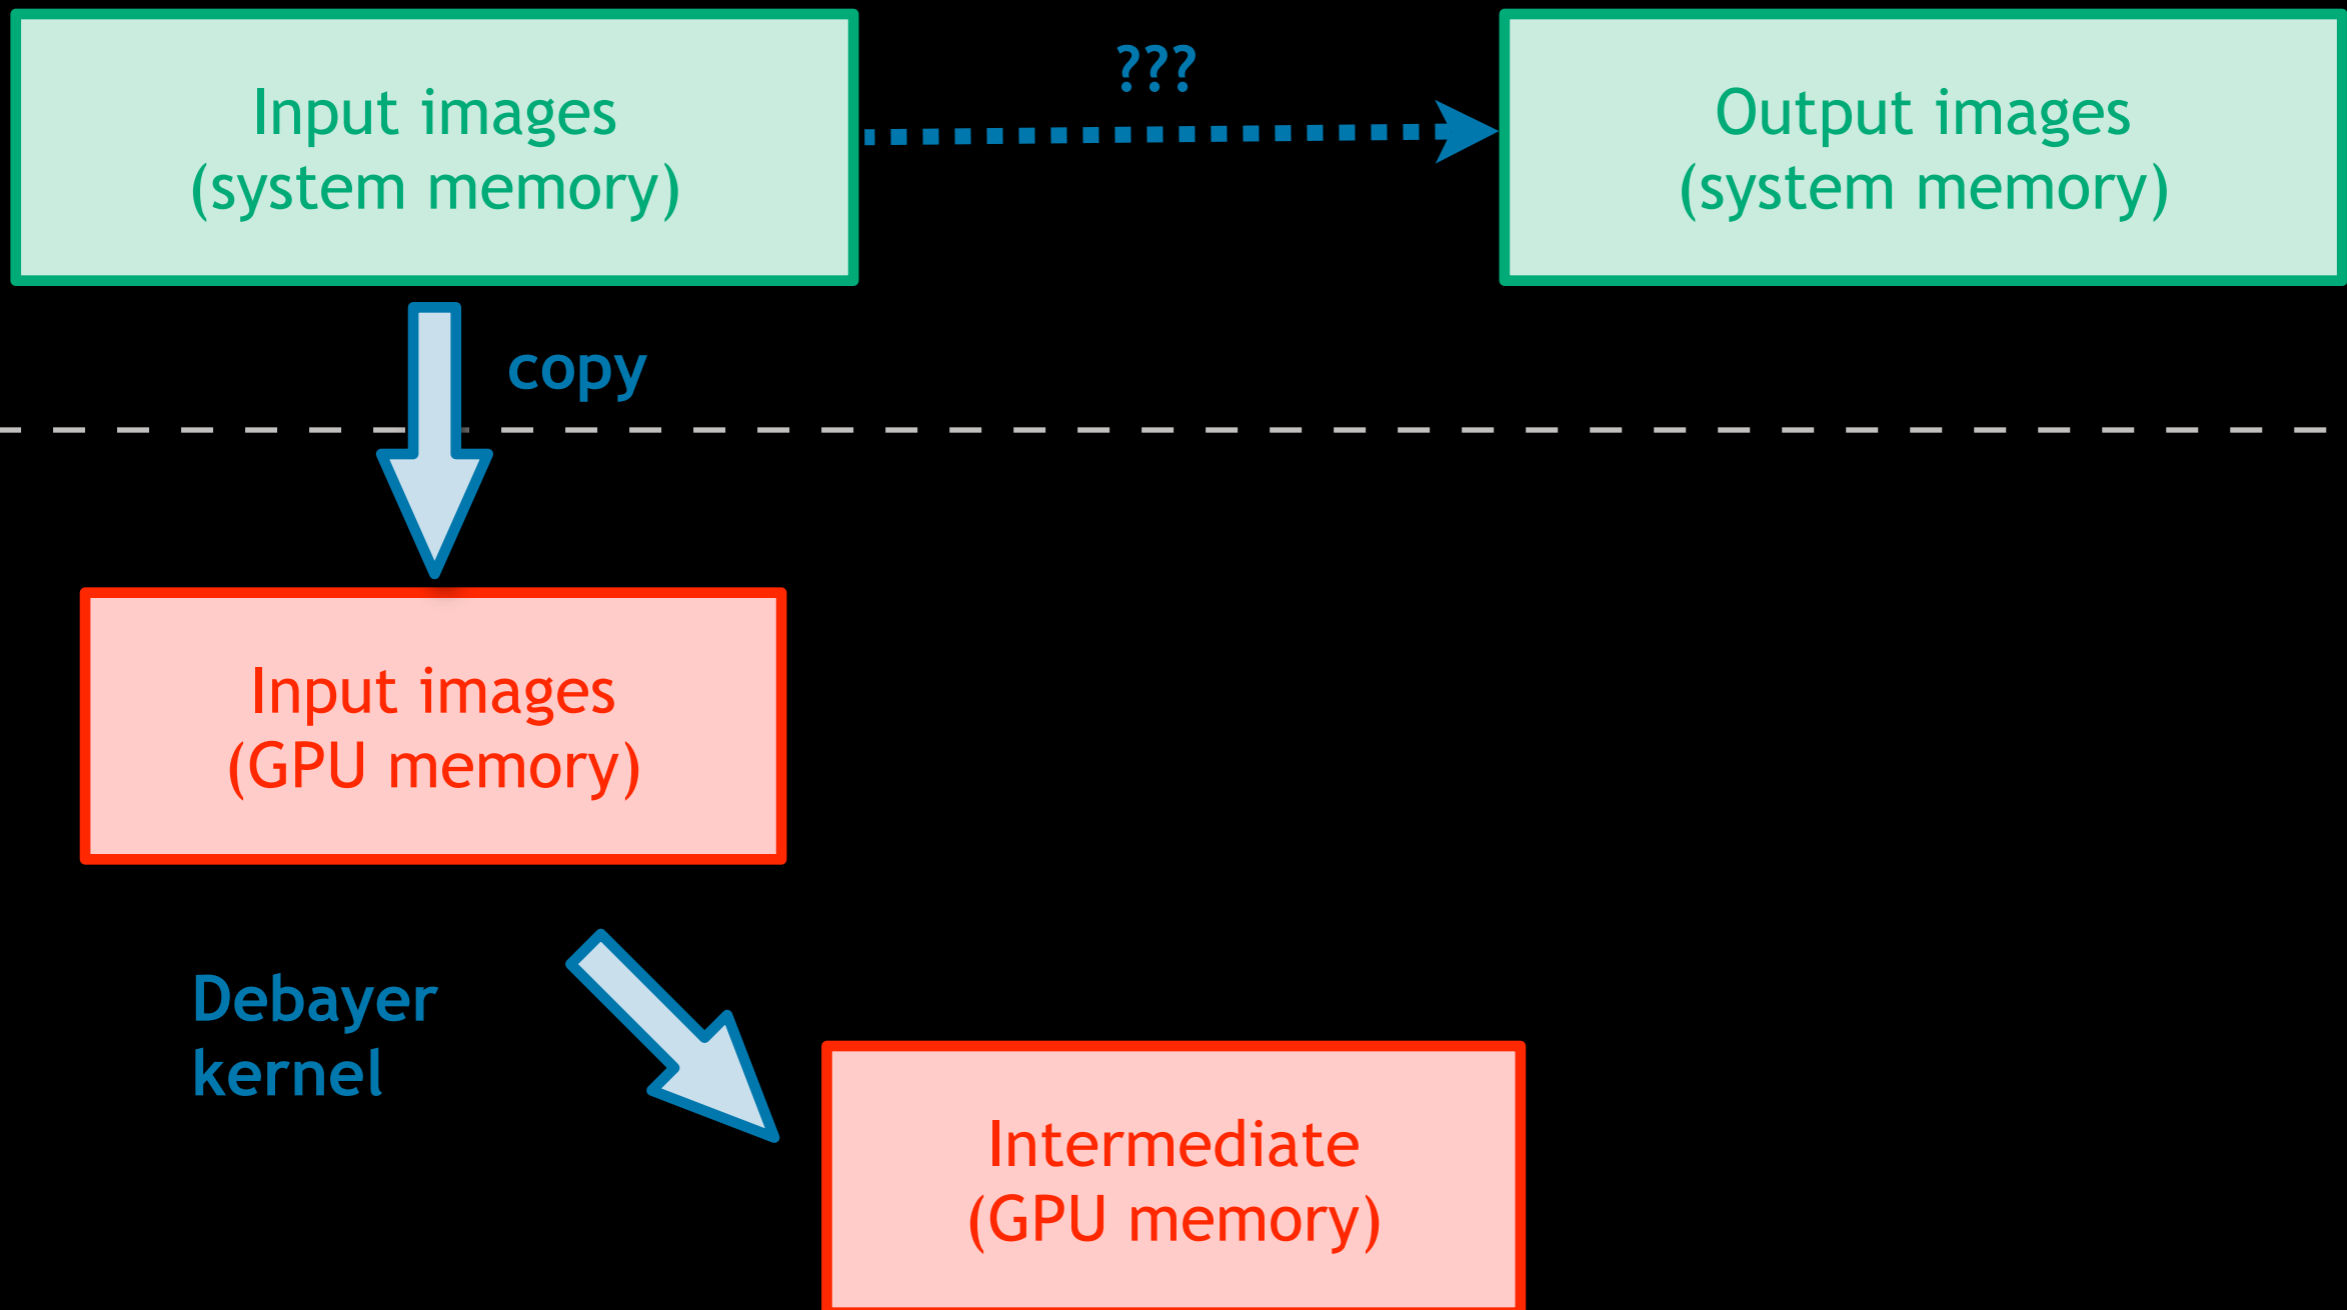 Input images
(system memory)
???
Output images
(system memory)
copy
Input images
(GPU memory)
Debayer
kernel
Intermediate
(GPU memory)